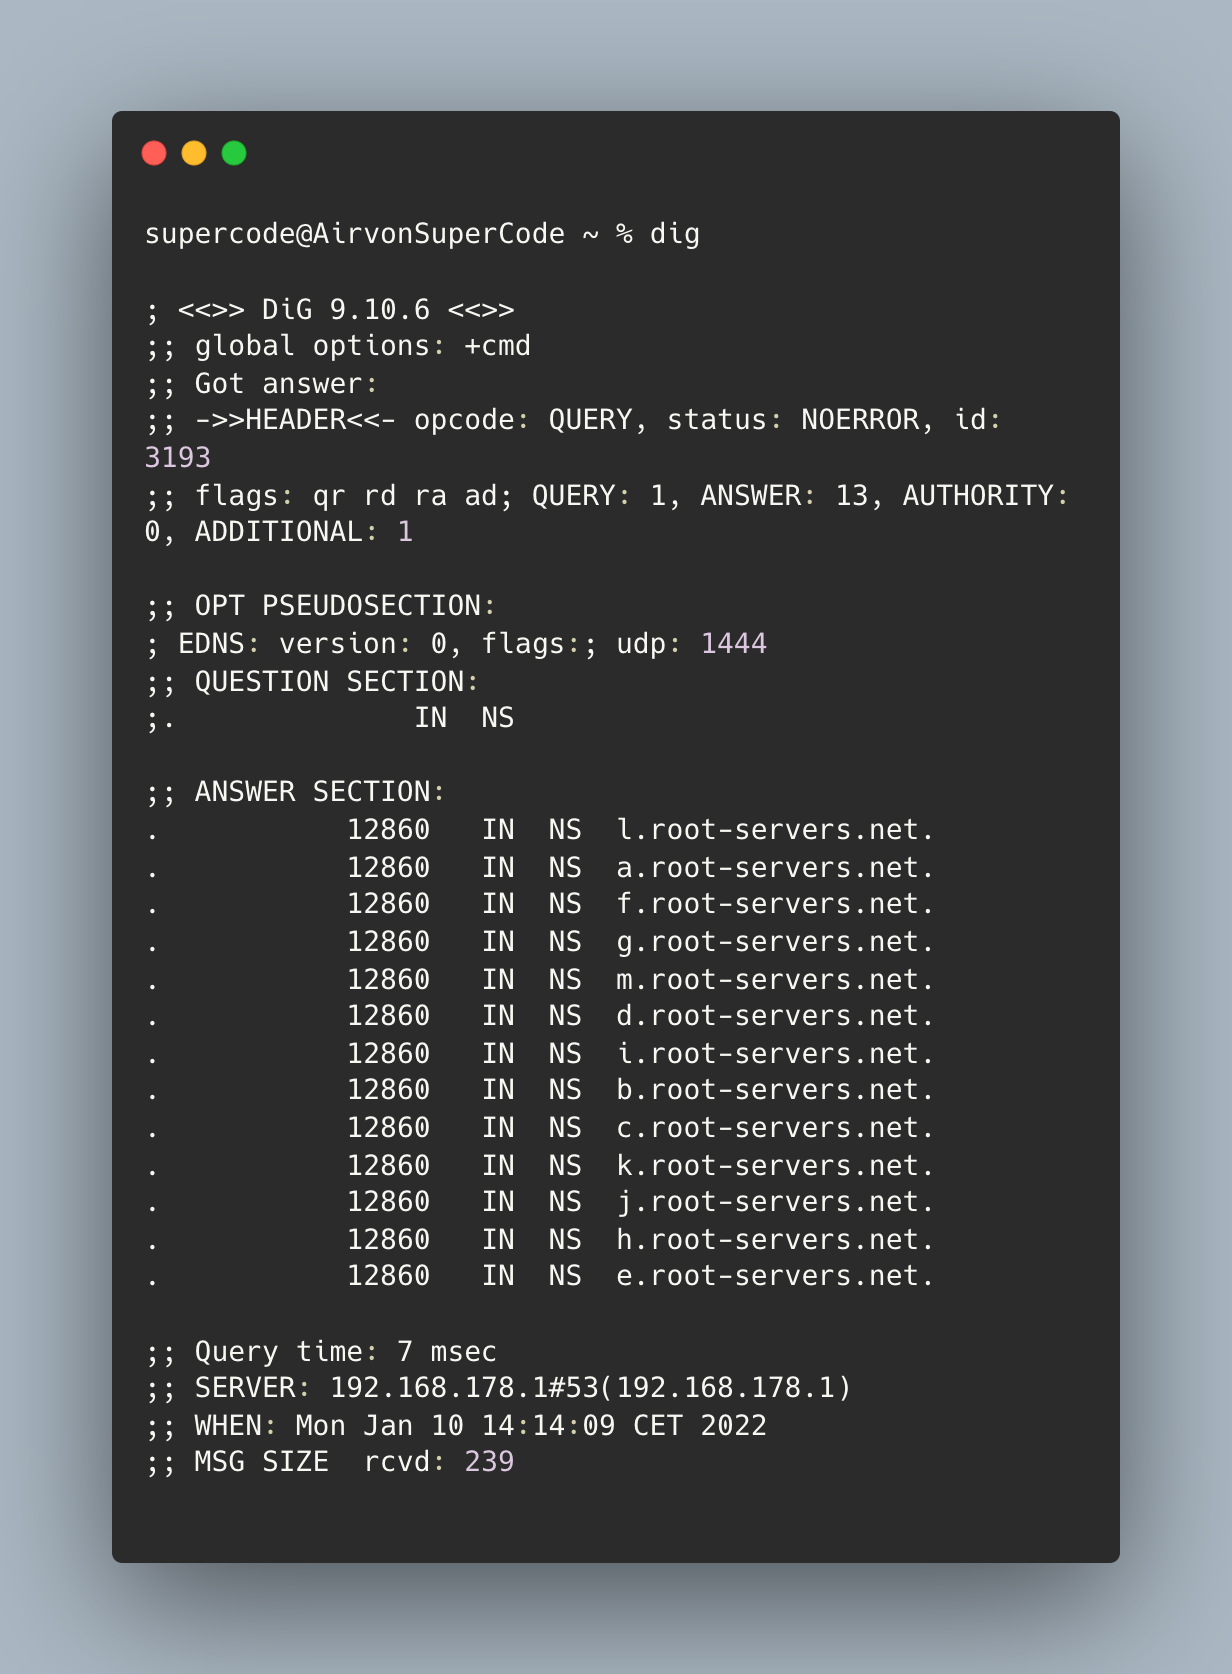 supercode@AirvonSuperCode ~ % dig
; <<>> DiG 9.10.6 <<>>
;; global options: +cmd
;; Got answer:
;; ->>HEADER<<- opcode: QUERY, status: NOERROR, id:
3193
;; flags: qr rd ra ad; QUERY: 1, ANSWER: 13, AUTHORITY:
0, ADDITIONAL: 1
;; OPT PSEUDOSECTION:
; EDNS: version: 0, flags:; udp: 1444
;; QUESTION SECTION:
;.              IN  NS
;; ANSWER SECTION:
.           12860   IN  NS  l.root-servers.net.
.           12860   IN  NS  a.root-servers.net.
.           12860   IN  NS  f.root-servers.net.
.           12860   IN  NS  g.root-servers.net.
.           12860   IN  NS  m.root-servers.net.
.           12860   IN  NS  d.root-servers.net.
.           12860   IN  NS  i.root-servers.net.
.           12860   IN  NS  b.root-servers.net.
.           12860   IN  NS  c.root-servers.net.
.           12860   IN  NS  k.root-servers.net.
.           12860   IN  NS  j.root-servers.net.
.           12860   IN  NS  h.root-servers.net.
.           12860   IN  NS  e.root-servers.net.
;; Query time: 7 msec
;; SERVER: 192.168.178.1#53(192.168.178.1)
;; WHEN: Mon Jan 10 14:14:09 CET 2022
;; MSG SIZE  rcvd: 239